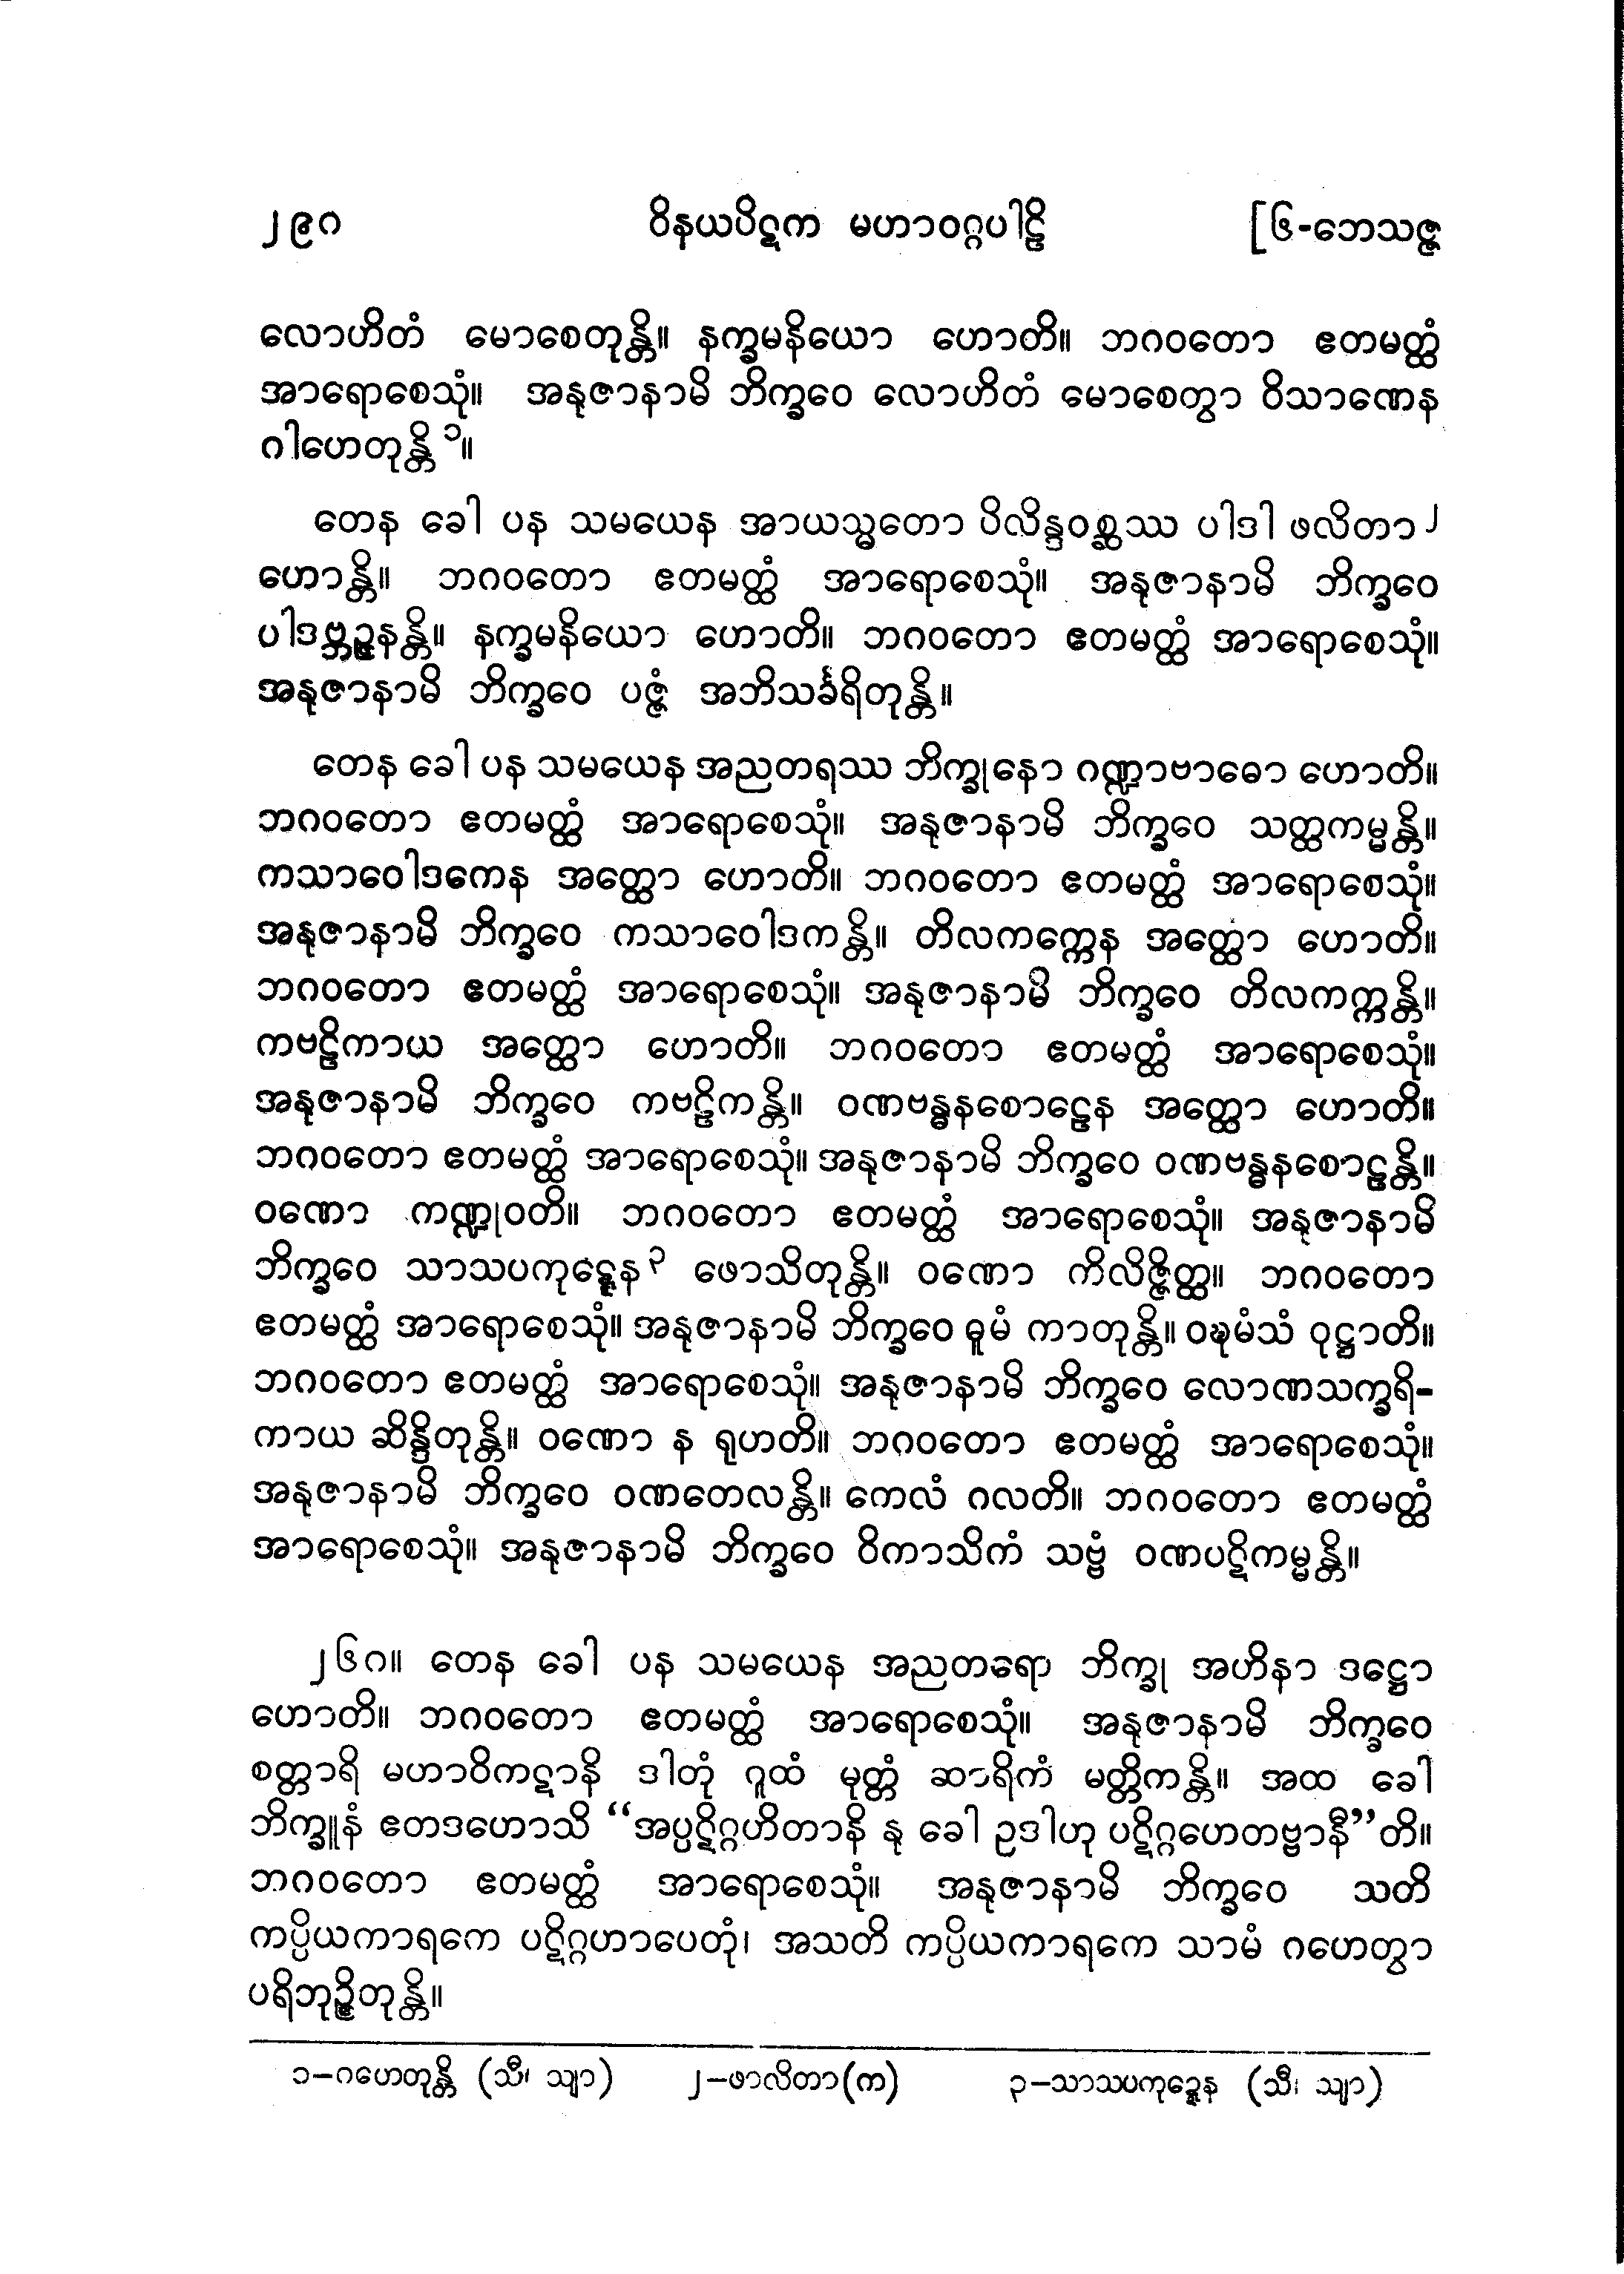 ၂၉၀ ဝိနယပိဋက မဟာဝဂ္ဂပါဠိ [၆-ဘေသဇ္ဇ
လောဟိတံ မောစေတုန္တိ။ နက္ခမနိယော ဟောတိ။ ဘဂဝတော ဧတမတ္ထံ
အာရောစေသုံ။ အနုဇာနာမိ ဘိက္ခဝေ လောဟိတံ မောစေတွာ ဝိသာဏေန
ဂါဟေတုန္တိ ၁။
တေန ခေါ ပန သမယေန အာယသ္မတော ပိလိန္ဒဝစ္ဆဿ ပါဒါ ဖလိတာ ၂
ဟောန္တိ။ ဘဂဝတော ဧတမတ္ထံ အာရောစေသုံ။ အနုဇာနာမိ ဘိက္ခဝေ
ပါဒဗ္ဘဉ္ဇနန္တိ။ နက္ခမနိယော ဟောတိ။ ဘဂဝတော ဧတမတ္ထံ အာရောစေသုံ။
အနုဇာနာမိ ဘိက္ခဝေ ပဇ္ဇံ အဘိသင်္ခရိတုန္တိ။
တေန ခေါ ပန သမယေန အညတရဿ ဘိက္ခုနော ဂဏ္ဍာဗာဓော ဟောတိ။
ဘဂဝတော ဧတမတ္ထံ အာရောစေသုံ။ အနုဇာနာမိ ဘိက္ခဝေ သတ္ထကမ္မန္တိ။
ကသာဝေါဒကေန အတ္ထော ဟောတိ။ ဘဂဝတော ဧတမတ္ထံ အာရောစေသုံ။
အနုဇာနာမိ ဘိက္ခဝေ ကသာဝေါဒကန္တိ။ တိလကက္ကေန အတ္ထော ဟောတိ။
ဘဂဝတော ဧတမတ္ထံ အာရောစေသုံ။ အနုဇာနာမိ ဘိက္ခဝေ တိလကက္ကန္တိ။
ကဗဠိကာယ အတ္ထော ဟောတိ။ ဘဂဝတော ဧတမတ္ထံ အာရောစေသုံ။
အနုဇာနာမိ ဘိက္ခဝေ ကဗဠိကန္တိ။ ဝဏဗန္ဓနစောဠေန အတ္ထော ဟောတိ။
ဘဂဝတော ဧတမတ္ထံ အာရောစေသုံ။ အနုဇာနာမိ ဘိက္ခဝေ ဝဏဗန္ဓနစောဠန္တိ။
ဝဏော ကဏ္ဍုဝတိ။ ဘဂဝတော ဧတမတ္ထံ အာရောစေသုံ။ အနုဇာနာမိ
ဘိက္ခဝေ သာသပကုဋ္ဋေန ၃ ဖောသိတုန္တိ။ ဝဏော ကိလိဇ္ဇိတ္ထ။ ဘဂဝတော
ဧတမတ္ထံ အာရောစေသုံ။ အနုဇာနာမိ ဘိက္ခဝေ ဓူမံ ကာတုန္တိ။ ဝဍ္ဎမံသံ ဝုဋ္ဌာတိ။
ဘဂဝတော ဧတမတ္ထံ အာရောစေသုံ။ အနုဇာနာမိ ဘိက္ခဝေ လောဏသက္ခရိ-
ကာယ ဆိန္ဒိတုန္တိ။ ဝဏော န ရုဟတိ။ ဘဂဝတော ဧတမတ္ထံ အာရောစေသုံ။
အနုဇာနာမိ ဘိက္ခဝေ ဝဏတေလန္တိ။ ကေလံ ဂလတိ။ ဘဂဝတော ဧတမတ္ထံ
အာရောစေသုံ။ အနုဇာနာမိ ဘိက္ခဝေ ဝိကာသိကံ သဗ္ဗံ ဝဏပဋိကမ္မန္တိ။
၂၆၈။ တေန ခေါ ပန သမယေန အညတရော ဘိက္ခု အဟိနာ ဒဋ္ဌော
ဟောတိ။ ဘဂဝတော ဧတမတ္ထံ အာရောစေသုံ။ အနုဇာနာမိ ဘိက္ခဝေ
စတ္တာရိ မဟာဝိကဋာနိ ဒါတုံ ဂူထံ မုတ္တံ ဆာရိကံ မတ္တိကန္တိ။ အထ ခေါ
ဘိက္ခူနံ ဧတဒဟောသိ “အပ္ပဋိဂ္ဂဟိတာနိ နု ခေါ ဥဒါဟု ပဋိဂ္ဂဟေတဗ္ဗာနီ”တိ။
ဘဂဝတော ဧတမတ္ထံ အာရောစေသုံ။ အနုဇာနာမိ ဘိက္ခဝေ သတိ
ကပ္ပိယကာရကေ ပဋိဂ္ဂဟာပေတုံ၊ အသတိ ကပ္ပိယကာရကေ သာမံ ဂဟေတွာ
ပရိဘုဉ္ဇိတုန္တိ။
၁-ဂဟေတုန္တိ (သီ၊ သျာ) ၂-ဖာလိတာ(က) ၃-သာသပကုဍ္ဍေန (သီ၊ သျာ)